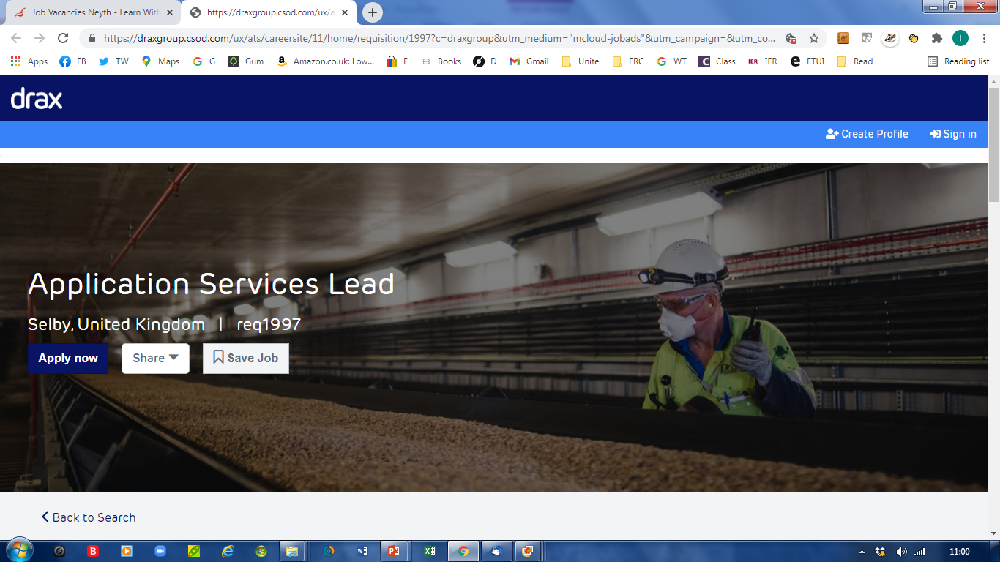 Job Vacancies Neyth - Learn With
https://draxgroup.csod.com/ux/a
https://draxgroup.csod.com/ux/ats/careersite/11/home/requisition/1997?c=draxgroup&utm_medium="mcloud-jobads"&utm_campaign=&utm_co...
I
Apps FB TW Maps G G Gum Amazon.co.uk: Low... E B Books D Gmail Unite ERC G WT C Class IER IER e ETUI Read Reading list
drax
Create Profile Sign in
Application Services Lead
Selby, United Kingdom | req1997
Apply now Share Save Job
Back to Search
11:00